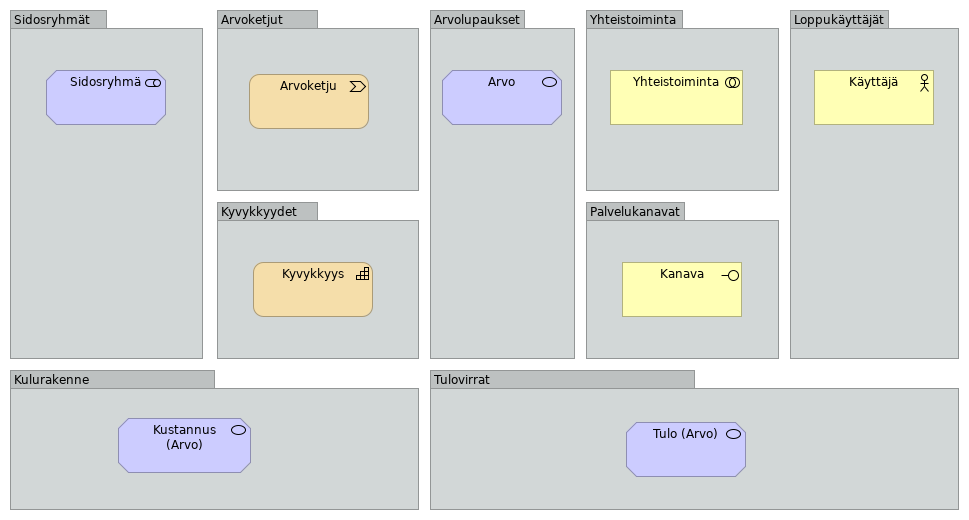 Sidosryhmät
Sidosryhmä
Arvoketjut
Arvoketju
Kyvykkyydet
Kyvykkyys
Arvolupaukset
Arvo
Yhteistoiminta
Yhteistoiminta
Palvelukanavat
Kanava
Loppukäyttäjät
Käyttäjä
Kulurakenne
Kustannus
(Arvo)
Tulovirrat
Tulo (Arvo)